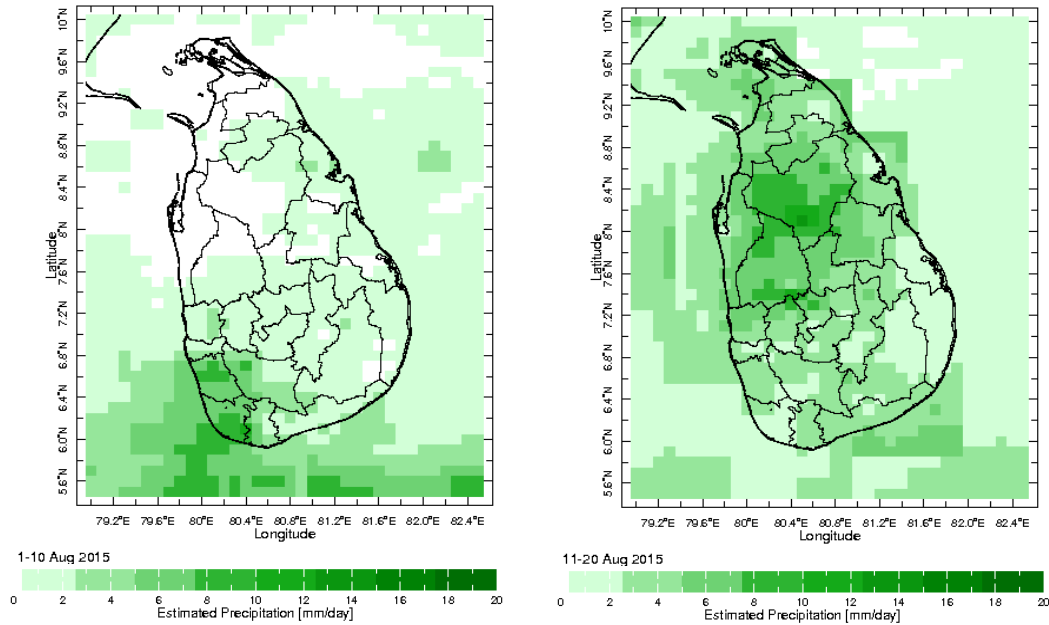 10°N
9.6°N
9.2°N
8.8°N
8.4°N
8°N
7.6°N
7.2°N
6.8°N
6.4°N
6.0°N
5.6°N
Latitude
79.2°E 79.6°E 80°E 80.4°E 80.8°E 81.2°E 81.6°E 82.0°E 82.4°E
Longitude
1-10 Aug 2015
0 2 4 6 8 10 12 14 16 18 20
Estimated Precipitation [mm/day]
10°N
9.6°N
9.2°N
8.8°N
8.4°N
8°N
7.6°N
7.2°N
6.8°N
6.4°N
6.0°N
5.6°N
Latitude
79.2°E 79.6°E 80°E 80.4°E 80.8°E 81.2°E 81.6°E 82.0°E 82.4°E
Longitude
11-20 Aug 2015
0 2 4 6 8 10 12 14 16 18 20
Estimated Precipitation [mm/day]